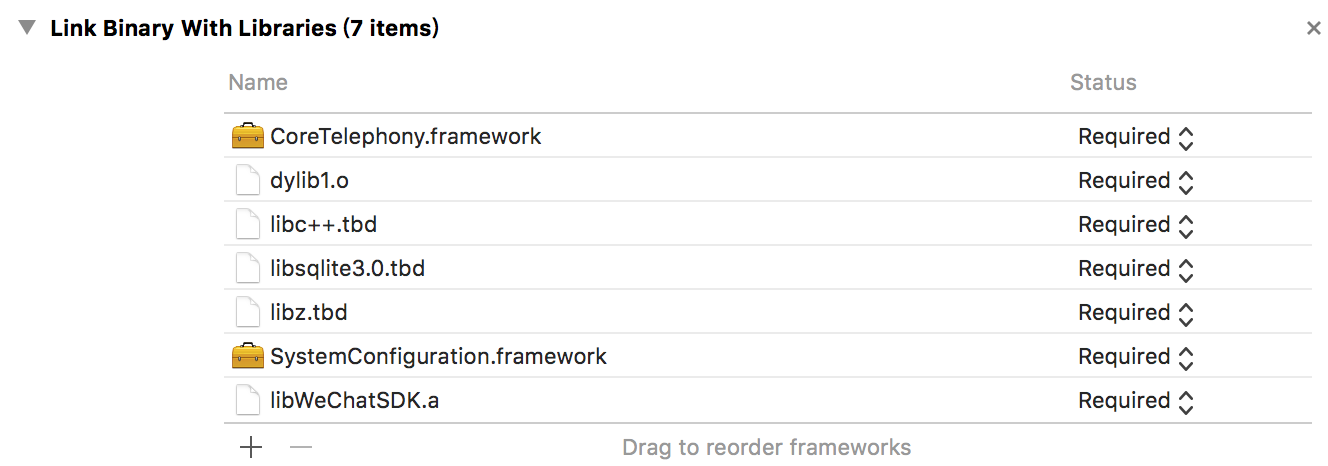 Link Binary With Libraries (7 items)
Name Status
CoreTelephony.framework Required
dylib1.o Required
libc++.tbd Required
libsqlite3.0.tbd Required
libz.tbd Required
SystemConfiguration.framework Required
libWeChatSDK.a Required
Drag to reorder frameworks